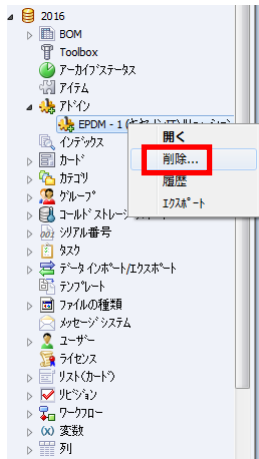 2016
BOM
Toolbox
アーカイブステータス
アイテム
アドイン
EPDM - 1
開く
インデックス
削除...
カード
カテゴリ
履歴
グループ
エクスポート
コールド ストレージ
シリアル番号
タスク
データ インポート/エクスポート
テンプレート
ファイルの種類
メッセージ システム
ユーザー
ライセンス
リスト(カード)
リビジョン
ワークフロー
変数
列